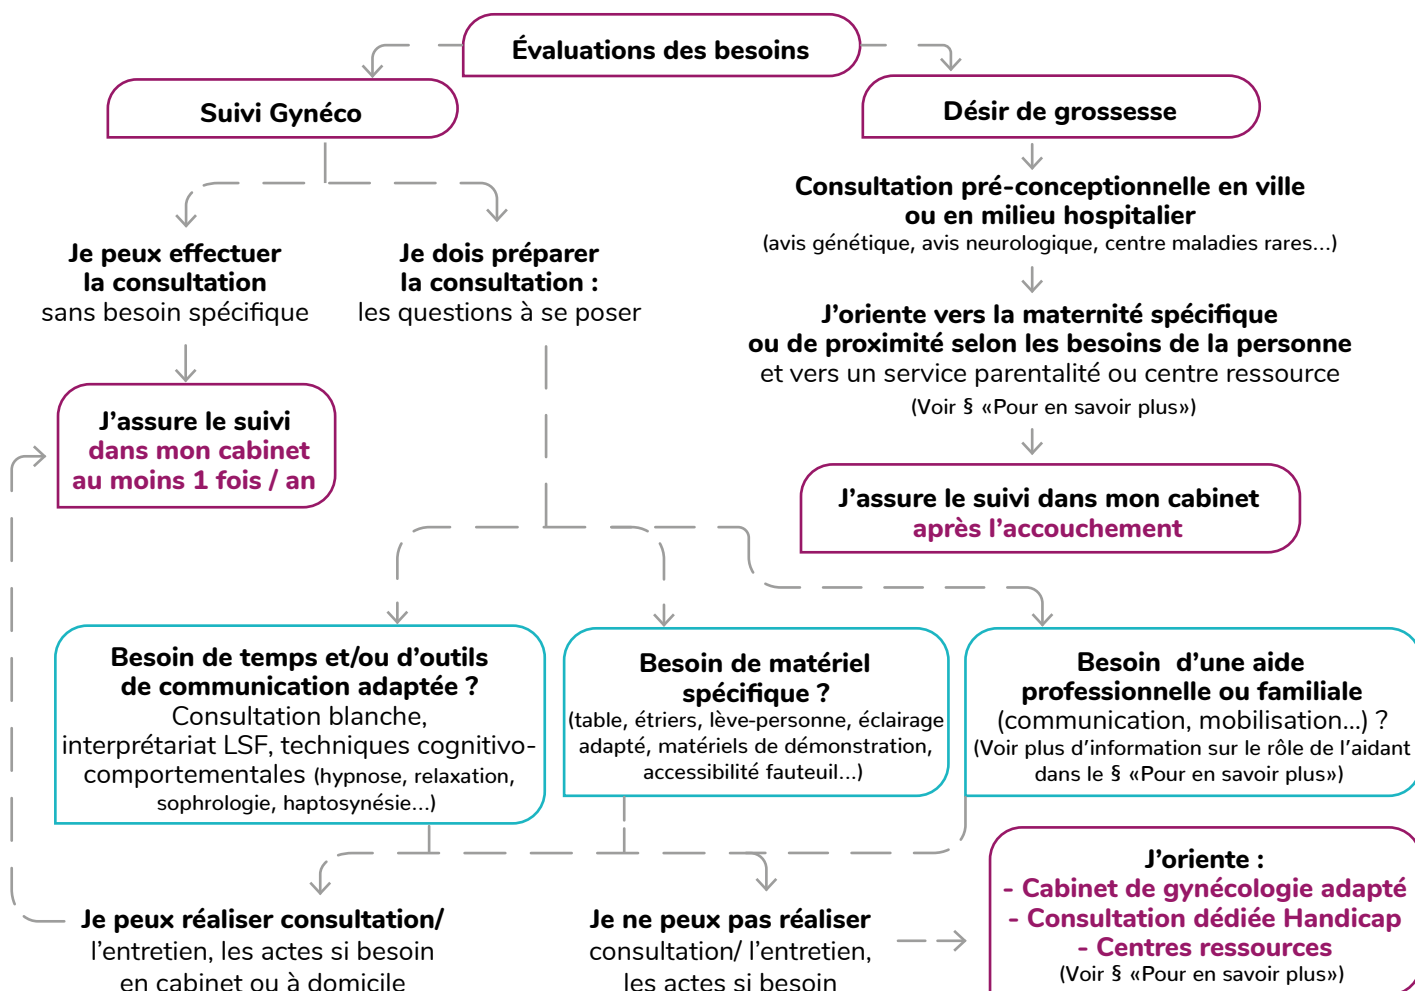 Évaluations des besoins
Suivi Gynéco
Désir de grossesse
Je peux effectuer
la consultation
sans besoin spécifique
Je dois préparer
la consultation :
les questions à se poser
Consultation pré-conceptionnelle en ville
ou en milieu hospitalier
(avis génétique, avis neurologique, centre maladies rares...)
J'oriente vers la maternité spécifique
ou de proximité selon les besoins de la personne
et vers un service parentalité ou centre ressource
(Voir § «Pour en savoir plus»)
J'assure le suivi
dans mon cabinet
au moins 1 fois / an
J'assure le suivi dans mon cabinet
après l'accouchement
Besoin de temps et/ou d'outils
de communication adaptée ?
Consultation blanche,
interprétariat LSF, techniques cognitivo-
comportementales (hypnose, relaxation,
sophrologie, haptosynésie...)
Besoin de matériel
spécifique ?
(table, étriers, lève-personne, éclairage
adapté, matériels de démonstration,
accessibilité fauteuil...)
Besoin d'une aide
professionnelle ou familiale
(communication, mobilisation...) ?
(Voir plus d'information sur le rôle de l'aidant
dans le § «Pour en savoir plus»)
Je peux réaliser consultation/
l'entretien, les actes si besoin
en cabinet ou à domicile
Je ne peux pas réaliser
consultation/ l'entretien,
les actes si besoin
J'oriente :
- Cabinet de gynécologie adapté
- Consultation dédiée Handicap
- Centres ressources
(Voir § «Pour en savoir plus»)